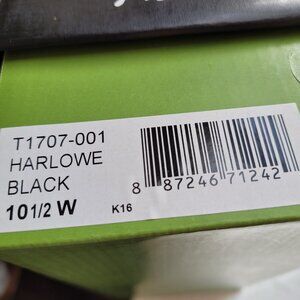 T1707-001
HARLOWE
BLACK
10 1/2 W
K16
8 87246 71242